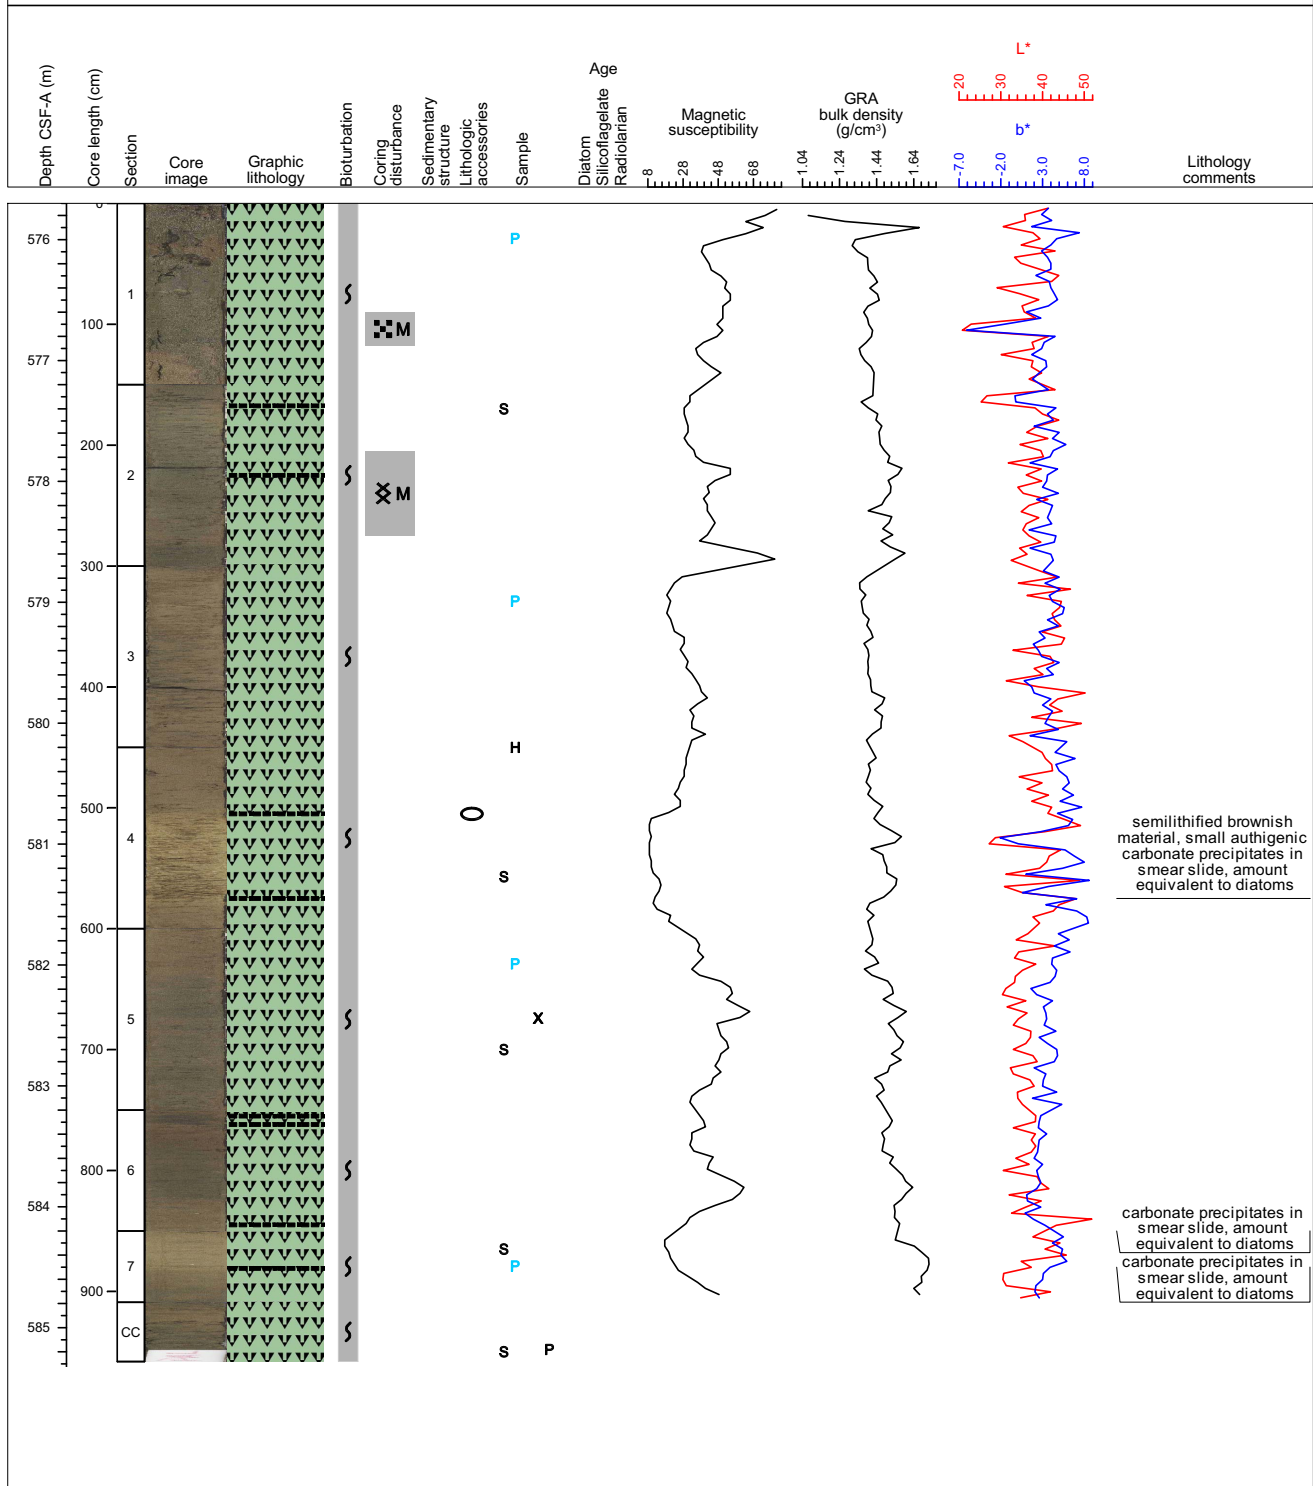 Depth CSF-A (m)
Core length (cm)
Section
Core
image
Graphic
lithology
Bioturbation
Coring
disturbance
Sedimentary
structure
Lithologic
accessories
Sample
Age
Diatom
Silicoflagelate
Radiolarian
Magnetic
susceptibility
8
28
48
68
GRA
bulk density
(g/cm³)
1.04
1.24
1.44
1.64
L*
20
30
40
50
b*
-7.0
-2.0
3.0
8.0
Lithology
comments
0
576
P
1
100
M
577
S
200
2
578
M
300
579
P
3
400
580
H
500
4
581
semilithified brownish
material, small authigenic
carbonate precipitates in
smear slide, amount
equivalent to diatoms
S
600
582
P
5
X
700
S
583
800
6
584
carbonate precipitates in
smear slide, amount
equivalent to diatoms
S
7
P
carbonate precipitates in
smear slide, amount
equivalent to diatoms
900
585
CC
S
P